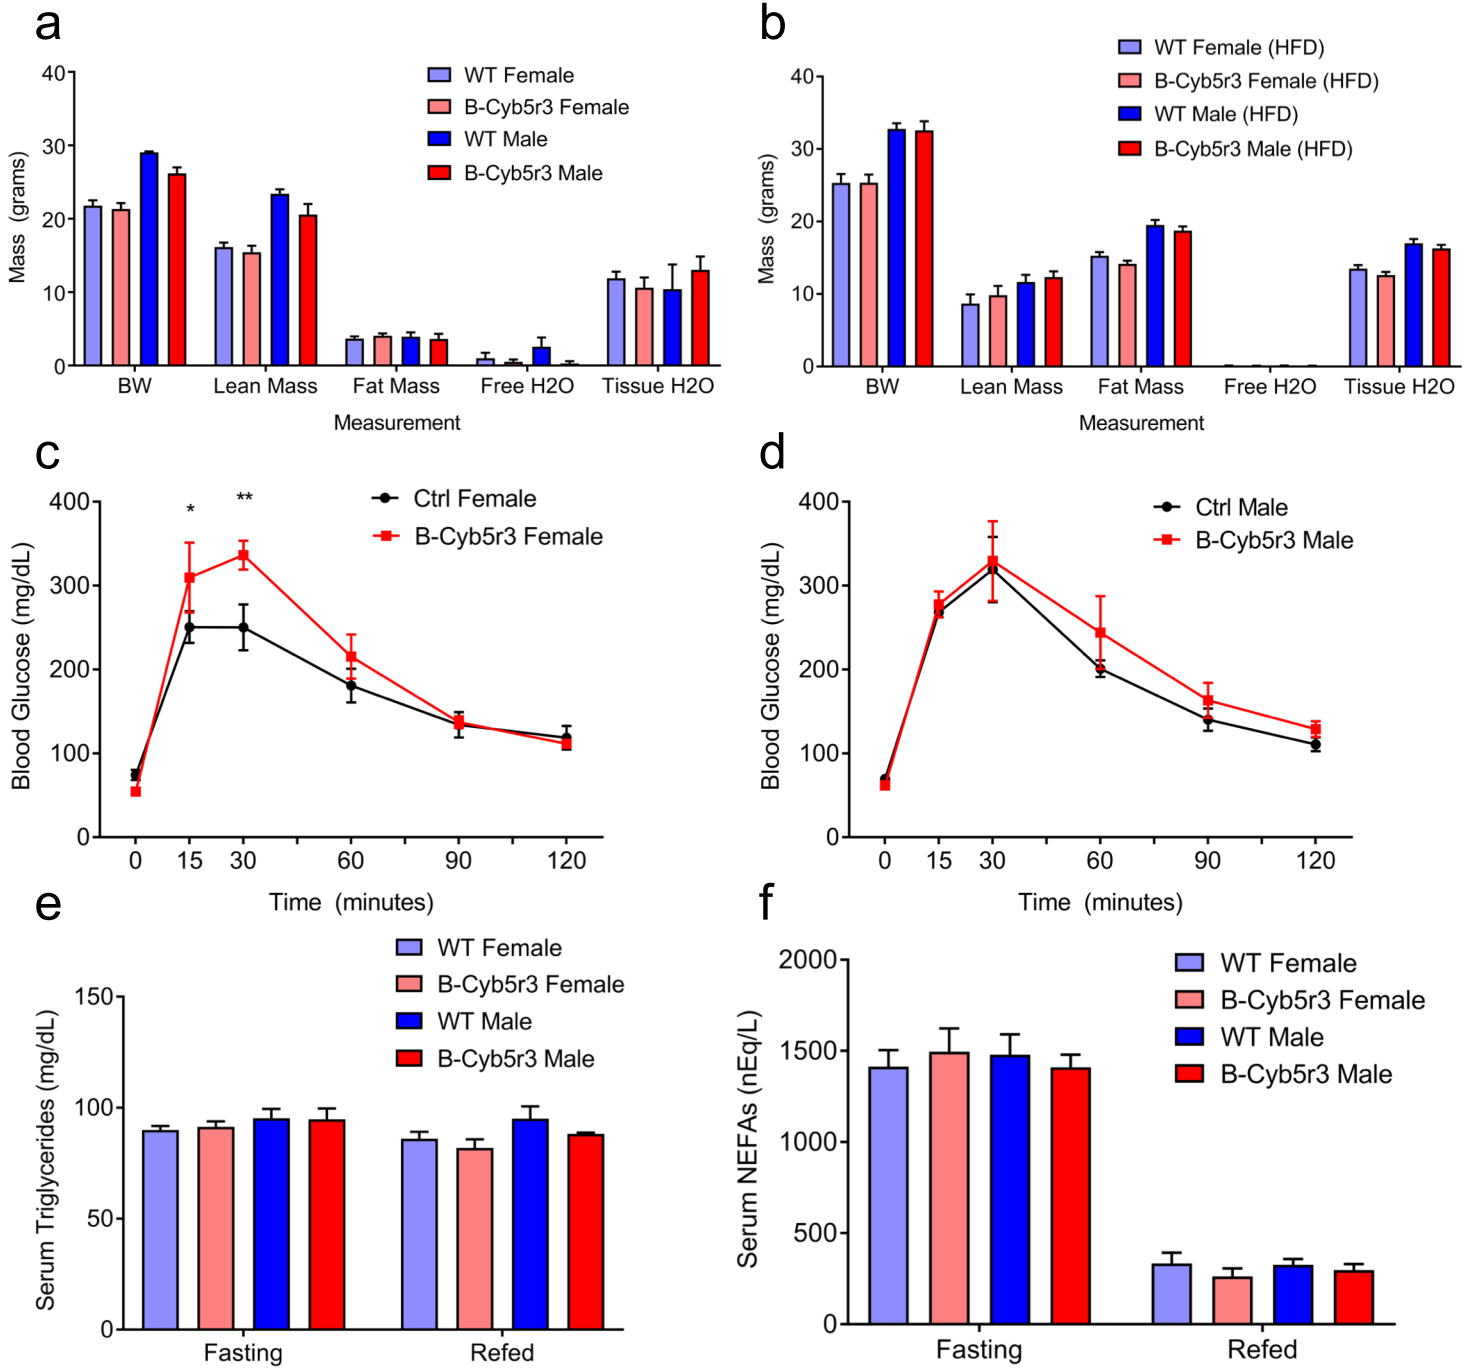 a
WT Female
B-Cyb5r3 Female
WT Male
B-Cyb5r3 Male
Mass (grams)
40
30
20
10
0
BW Lean Mass Fat Mass Free H2O Tissue H2O
Measurement
b
WT Female (HFD)
B-Cyb5r3 Female (HFD)
WT Male (HFD)
B-Cyb5r3 Male (HFD)
Mass (grams)
40
30
20
10
0
BW Lean Mass Fat Mass Free H2O Tissue H2O
Measurement
c
Ctrl Female
B-Cyb5r3 Female
* **
Blood Glucose (mg/dL)
400
300
200
100
0
0 15 30 60 90 120
Time (minutes)
d
Ctrl Male
B-Cyb5r3 Male
Blood Glucose (mg/dL)
400
300
200
100
0
0 15 30 60 90 120
Time (minutes)
e
WT Female
B-Cyb5r3 Female
WT Male
B-Cyb5r3 Male
Serum Triglycerides (mg/dL)
150
100
50
0
Fasting Refed
f
WT Female
B-Cyb5r3 Female
WT Male
B-Cyb5r3 Male
Serum NEFAs (nEq/L)
2000
1500
1000
500
0
Fasting Refed